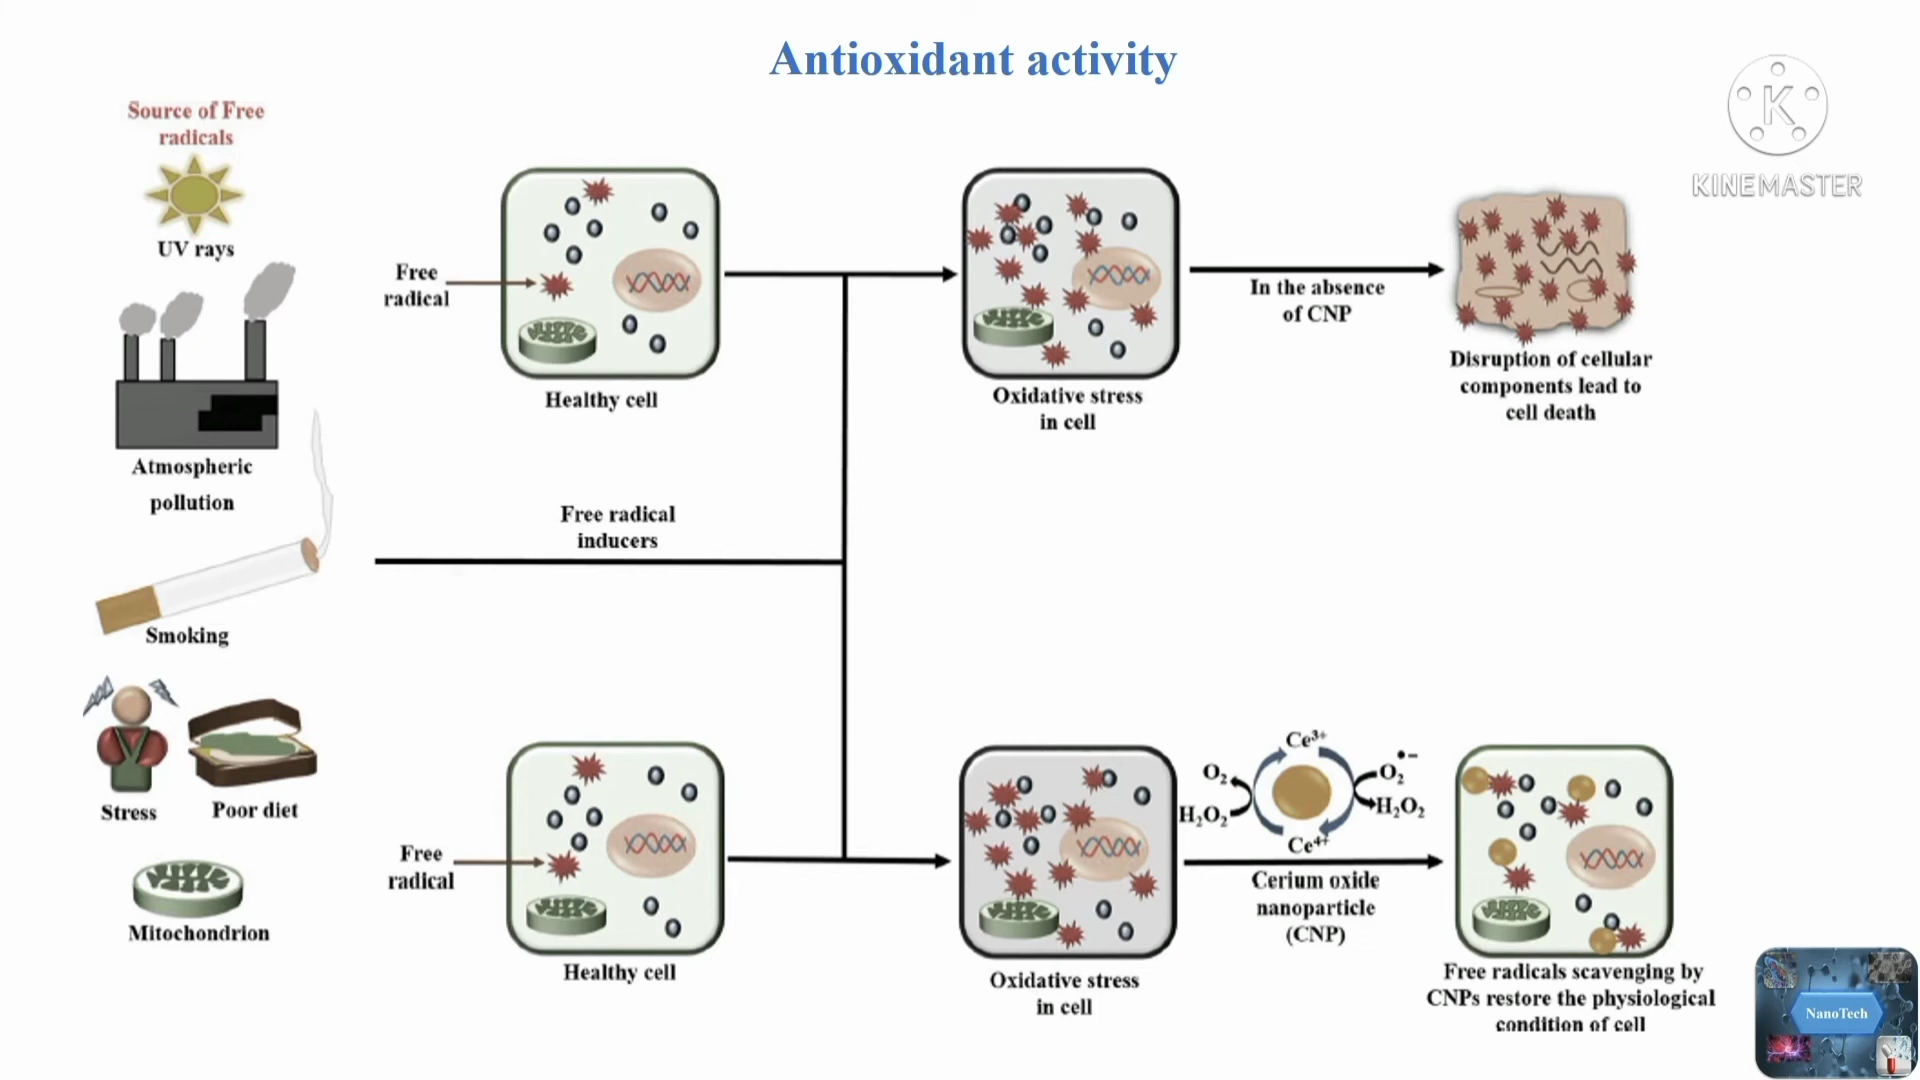 Antioxidant activity
K
KINEMASTER
Source of Free
radicals
UV rays
Atmospheric
pollution
Smoking
Stress
Poor diet
Mitochondrion
Free
radical
Healthy cell
Oxidative stress
in cell
In the absence
of CNP
Disruption of cellular
components lead to
cell death
Free radical
inducers
Free
radical
Healthy cell
Oxidative stress
in cell
Ce³⁺
O₂
H₂O₂
O₂•−
H₂O₂
Ce⁴⁺
Cerium oxide
nanoparticle
(CNP)
Free radicals scavenging by
CNPs restore the physiological
condition of cell
NanoTech